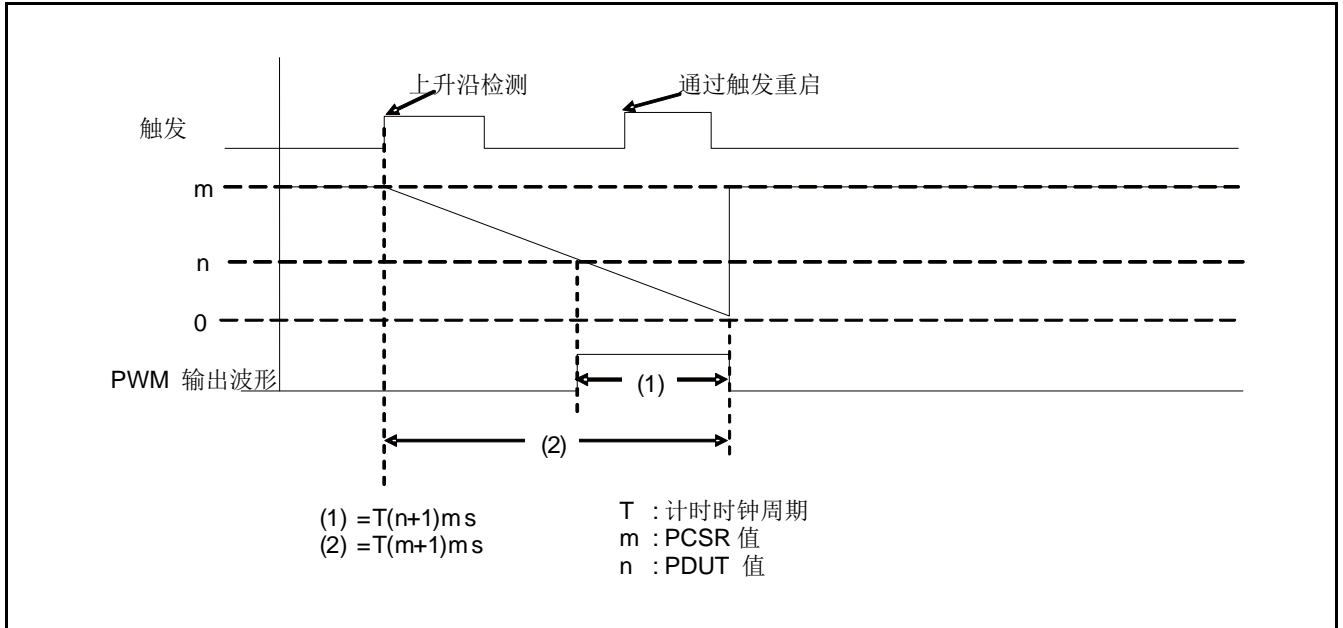 上升沿检测
通过触发重启
触发
m
n
0
PWM 输出波形
(1)
(2)
(1) =T(n+1)ms
(2) =T(m+1)ms
T : 计时时钟周期
m : PCSR 值
n : PDUT 值